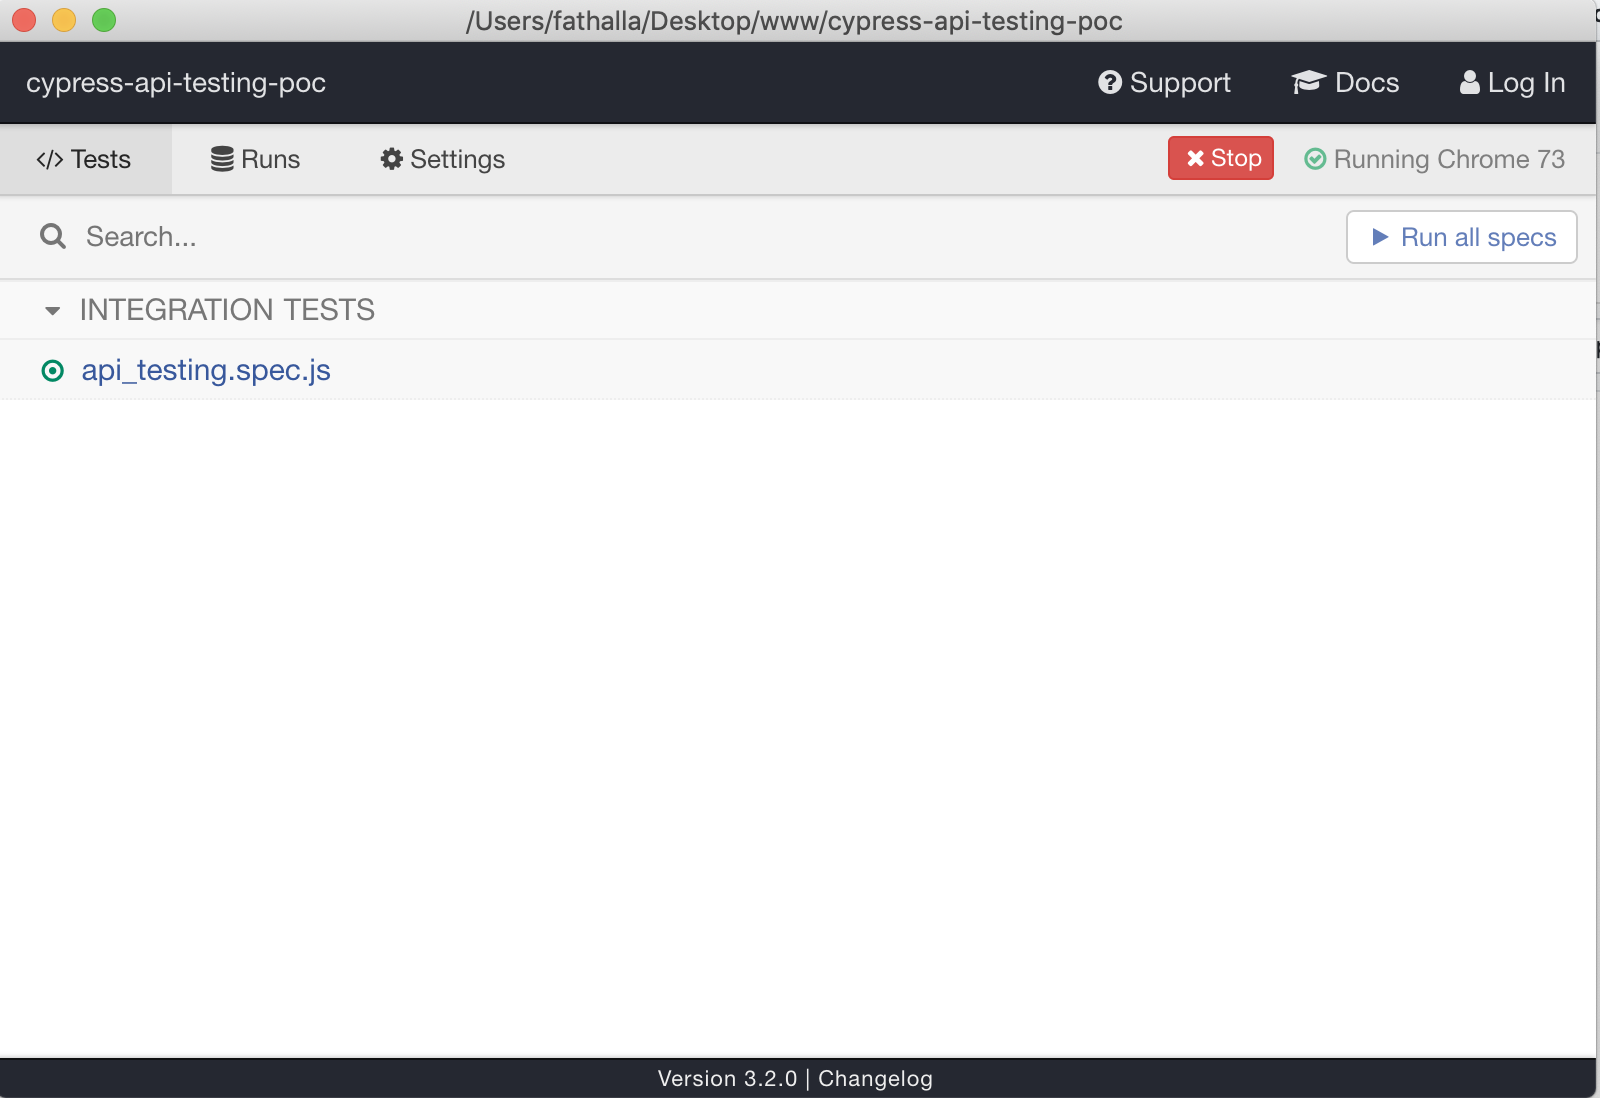 /Users/fathalla/Desktop/www/cypress-api-testing-poc
cypress-api-testing-poc Support Docs Log In
</> Tests Runs Settings Stop Running Chrome 73
Search... Run all specs
INTEGRATION TESTS
api_testing.spec.js
Version 3.2.0 | Changelog